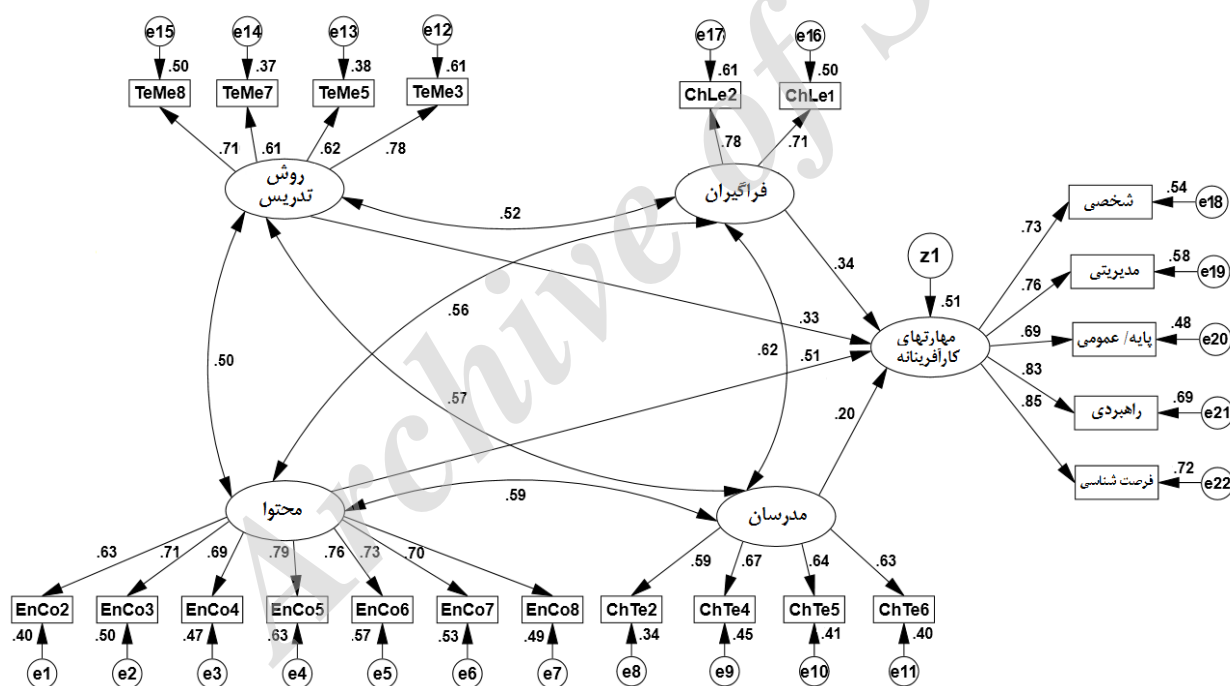 e15 e14 e13 e12 e17 e16
.50 .37 .38 .61 .61 .50
TeMe8 TeMe7 TeMe5 TeMe3 ChLe2 ChLe1
.71 .61 .62 .78 .78 .71
روش
تدریس
فراگیران
.52
شخصی .54 e18
.73
z1
.34
مدیریتی .58 e19
.76
.51
.56
.33
.69
پایه/ عمومی .48 e20
مهارتهای
کارآفرینانه
.50
.51
.62
.83
.57
.85
راهبردی .69 e21
.20
.59
فرصت شناسی .72 e22
محتوا
مدرسان
.63 .71 .69 .79 .76 .73 .70 .59 .67 .64 .63
EnCo2 EnCo3 EnCo4 EnCo5 EnCo6 EnCo7 EnCo8 ChTe2 ChTe4 ChTe5 ChTe6
.40 .50 .47 .63 .57 .53 .49 .34 .45 .41 .40
e1 e2 e3 e4 e5 e6 e7 e8 e9 e10 e11
Archive of S